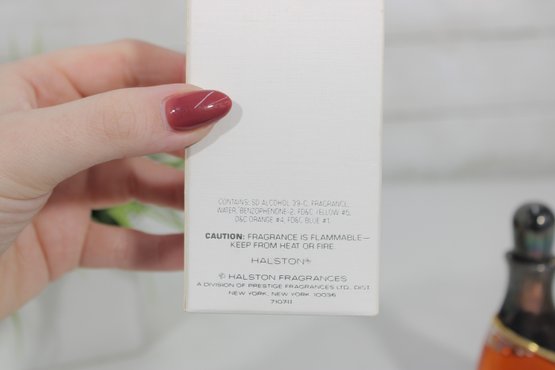 CONTAINS: SD ALCOHOL 39-C, FRAGRANCE,
WATER, BENZOPHENONE-2, FD&C YELLOW #5,
D&C ORANGE #4, FD&C BLUE #1.
CAUTION: FRAGRANCE IS FLAMMABLE—
KEEP FROM HEAT OR FIRE
HALSTON®
© HALSTON FRAGRANCES
A DIVISION OF PRESTIGE FRAGRANCES LTD., DIST.
NEW YORK, NEW YORK 10036